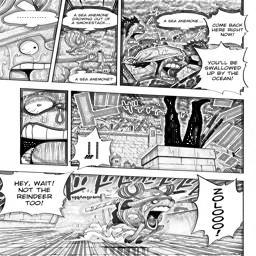 ..........
A SEA ANEMONE
GROWING OUT OF
A SMOKESTACK...
A SEA ANEMONE?
A SEA ANEMONE...
COME BACK
HERE RIGHT
NOW!
YOU'LL BE
SWALLOWED
UP BY THE
OCEAN!
!!
HEY, WAIT!
NOT THE
REINDEER
TOO!
ZOLOOO!